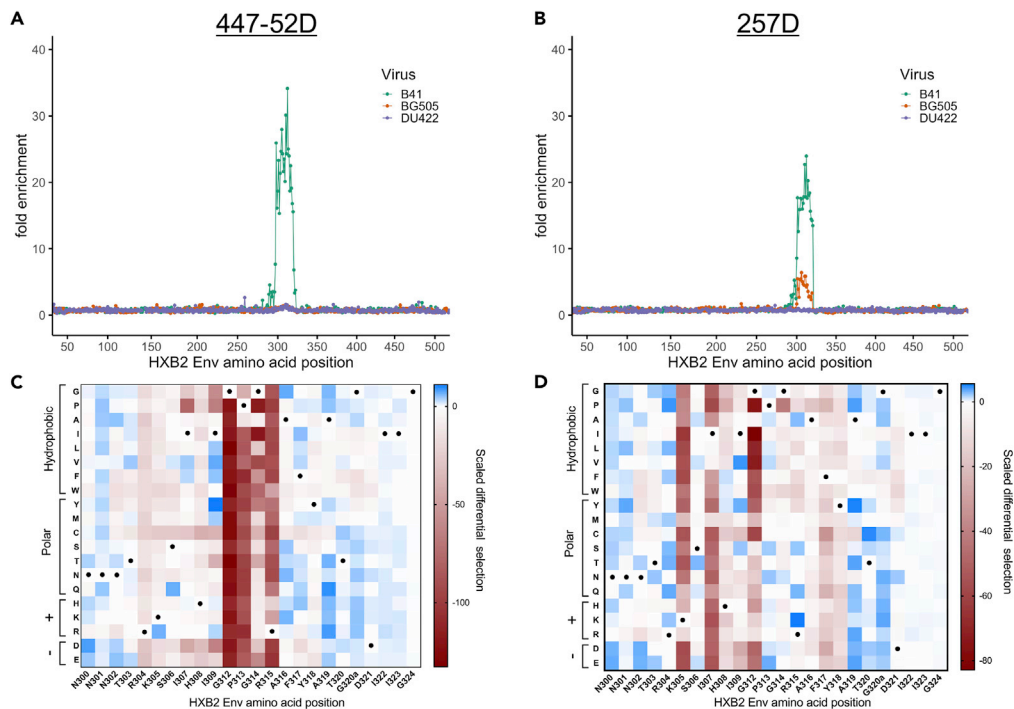 A
447-52D
40
30
20
10
0
fold enrichment
Virus
B41
BG505
DU422
50 100 150 200 250 300 350 400 450 500
HXB2 Env amino acid position
B
257D
40
30
20
10
0
fold enrichment
Virus
B41
BG505
DU422
50 100 150 200 250 300 350 400 450 500
HXB2 Env amino acid position
C
Hydrophobic
Polar
+
-
G
P
A
I
L
V
F
W
Y
M
C
S
T
N
Q
H
K
R
D
E
N300 N301 N302 T303 R304 K305 S306 I307 H308 I309 G312 P313 G314 R315 A316 F317 Y318 A319 T320 G320a D321 I322 I323 G324
HXB2 Env amino acid position
0
-50
-100
Scaled differential selection
D
Hydrophobic
Polar
+
-
G
P
A
I
L
V
F
W
Y
M
C
S
T
N
Q
H
K
R
D
E
N300 N301 N302 T303 R304 K305 S306 I307 H308 I309 G312 P313 G314 R315 A316 F317 Y318 A319 T320 G320a D321 I322 I323 G324
HXB2 Env amino acid position
0
-20
-40
-60
-80
Scaled differential selection